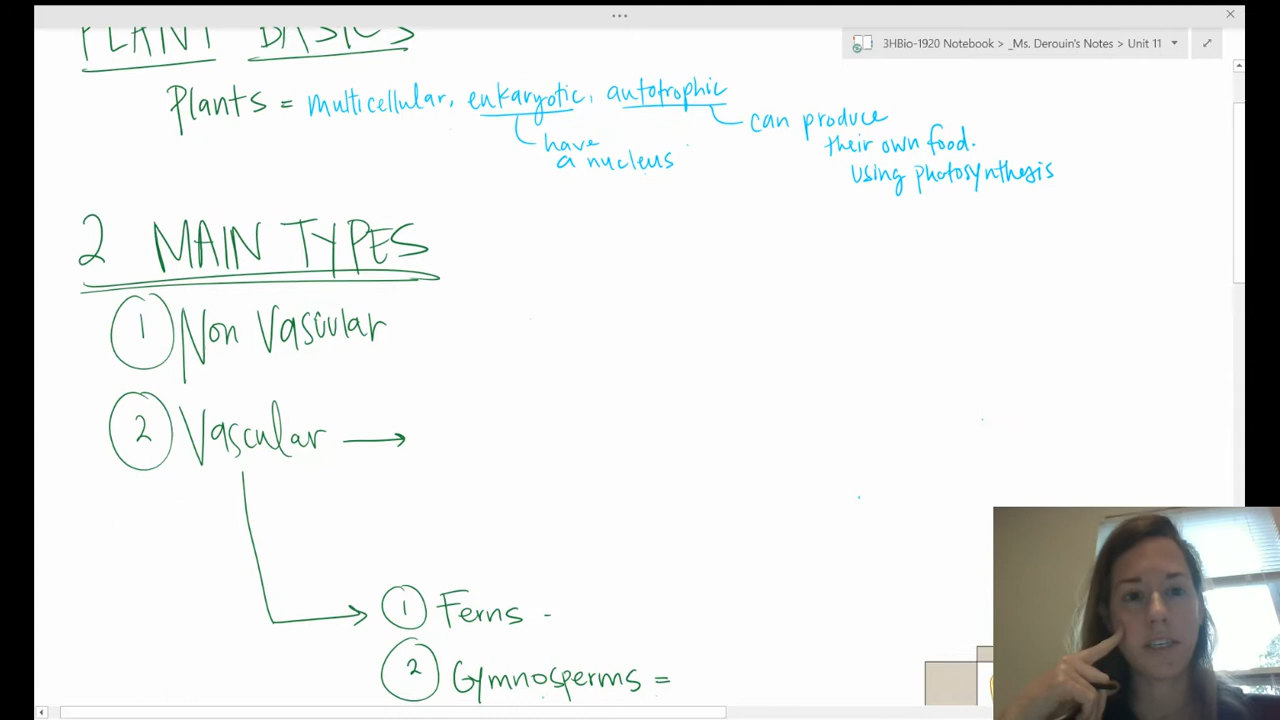 PLANT BASICS
3HBio-1920 Notebook > _Ms. Derouin's Notes > Unit 11
Plants = multicellular, eukaryotic, autotrophic
can produce
their own food.
using photosynthesis
have
a nucleus
2 MAIN TYPES
1 Non Vascular
2 Vascular →
1 Ferns -
2 Gymnosperms =